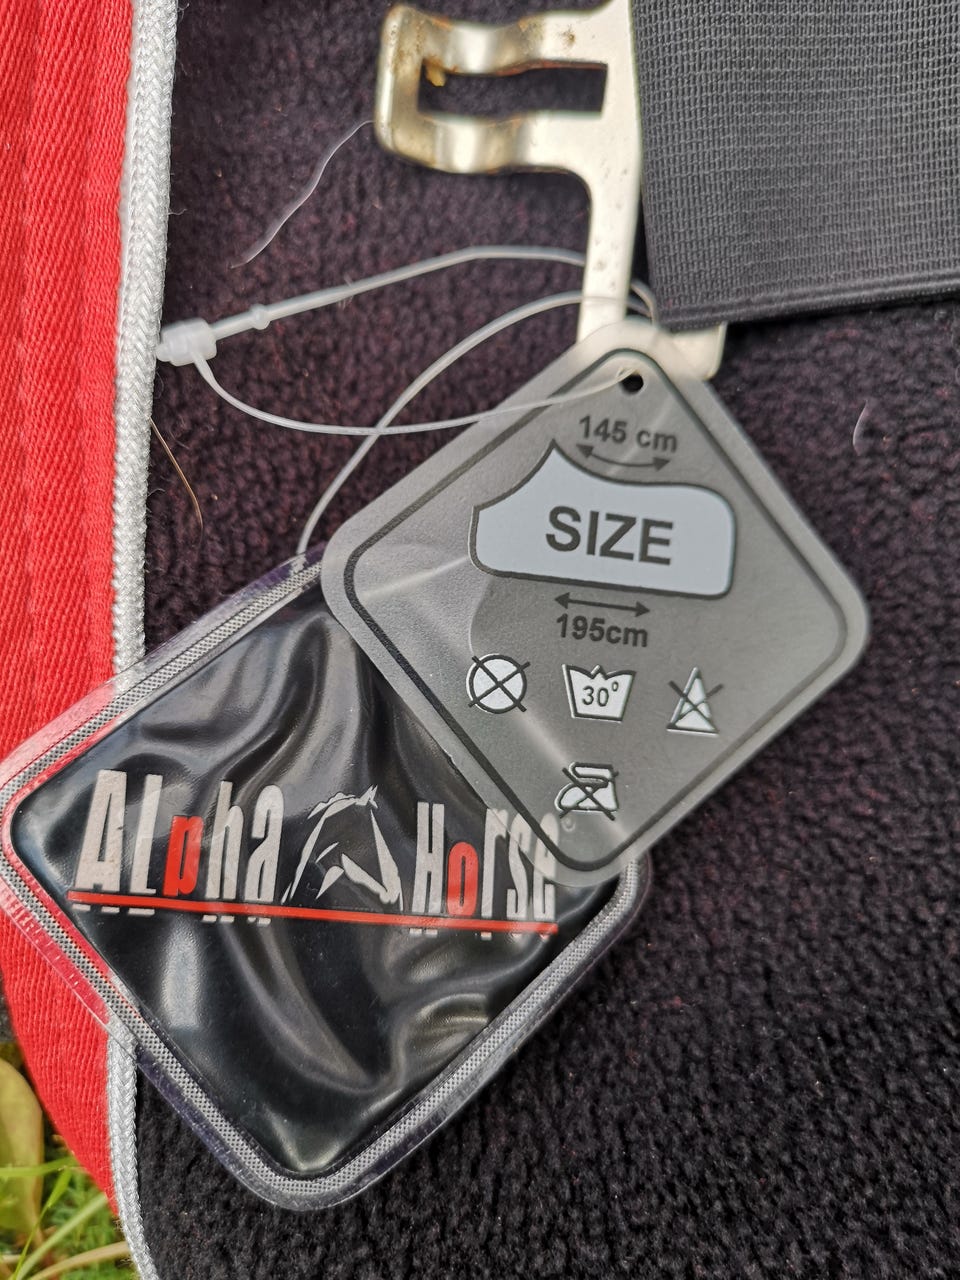 145 cm
SIZE
195cm
30°
ALpha Horse